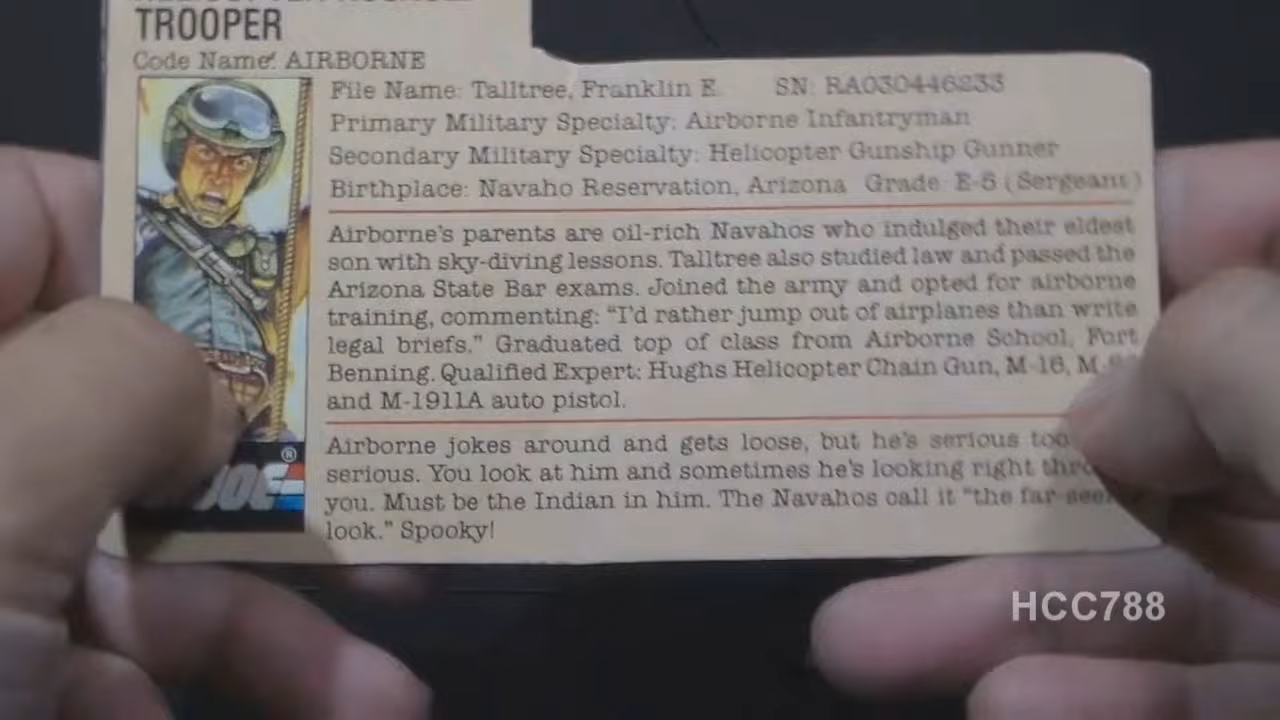 TROOPER
Code Name: AIRBORNE
File Name: Talltree, Franklin E. SN: RA030446233
Primary Military Specialty: Airborne Infantryman
Secondary Military Specialty: Helicopter Gunship Gunner
Birthplace: Navaho Reservation, Arizona Grade E-5 (Sergeant)
Airborne's parents are oil-rich Navahos who indulged their eldest
son with sky-diving lessons. Talltree also studied law and passed the
Arizona State Bar exams. Joined the army and opted for airborne
training, commenting: "I'd rather jump out of airplanes than write
legal briefs." Graduated top of class from Airborne School, Fort
Benning. Qualified Expert: Hughs Helicopter Chain Gun, M-16,
and M-1911A auto pistol.
Airborne jokes around and gets loose, but he's serious too
serious. You look at him and sometimes he's looking right
you. Must be the Indian in him. The Navahos call it "the
look." Spooky!
JOE®
HCC788